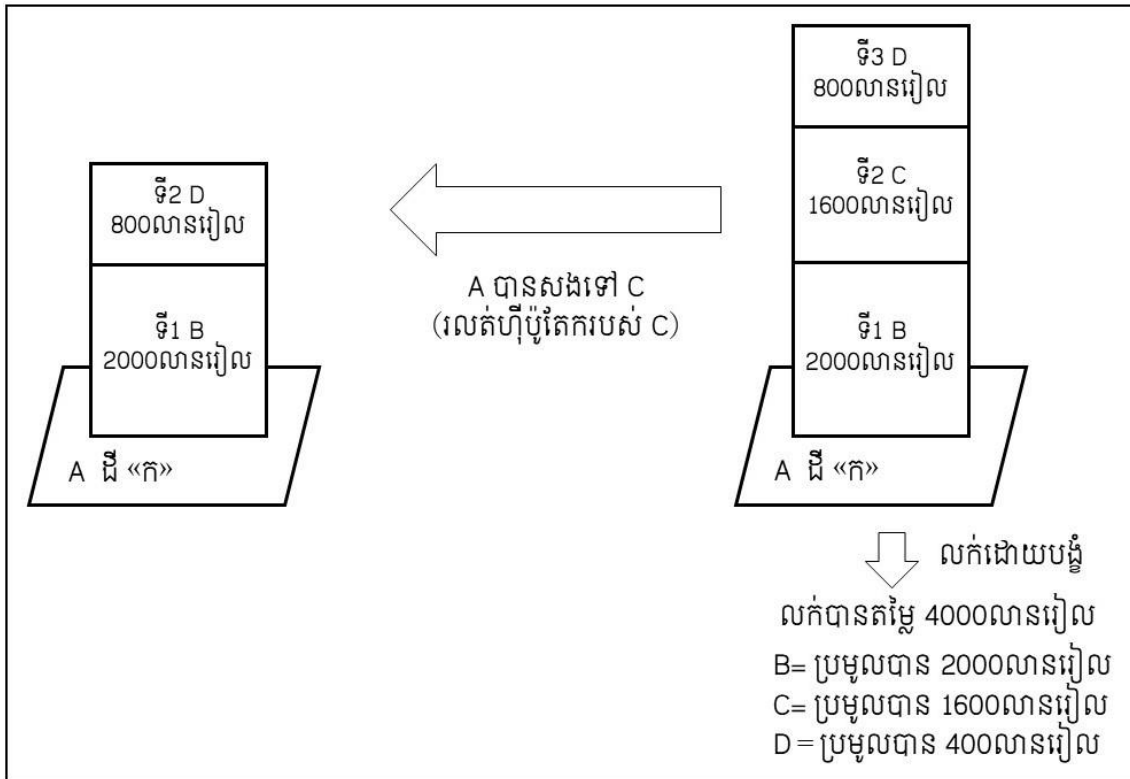 ទី2 D
800លានរៀល
ទី1 B
2000លានរៀល
A ដី «ក»
A បានសងទៅ C
(រលត់ហ៊ីប៉ូតែករបស់ C)
ទី3 D
800លានរៀល
ទី2 C
1600លានរៀល
ទី1 B
2000លានរៀល
A ដី «ក»
លក់ដោយបង្ខំ
លក់បានតម្លៃ 4000លានរៀល
B= ប្រមូលបាន 2000លានរៀល
C= ប្រមូលបាន 1600លានរៀល
D = ប្រមូលបាន 400លានរៀល